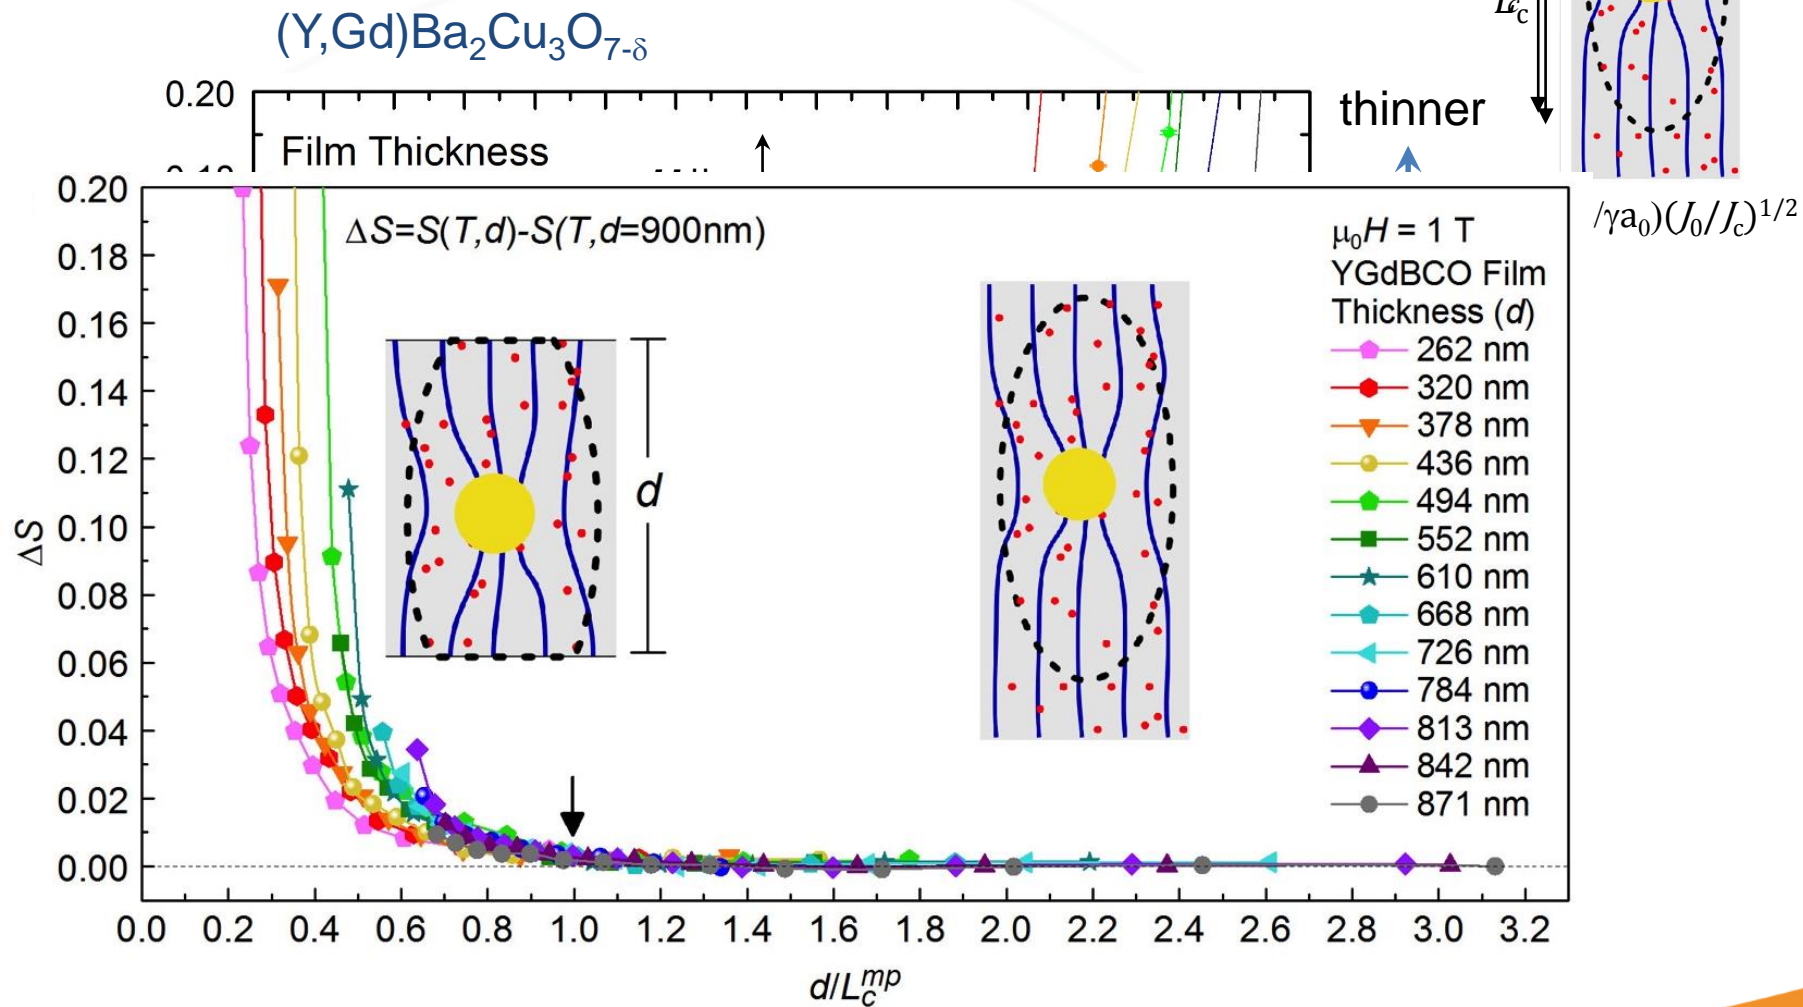 (Y,Gd)Ba₂Cu₃O₇₋δ
L_c
0.20
Film Thickness
thinner
/γa₀)(J₀/J_c)^1/2
ΔS=S(T,d)-S(T,d=900nm)
μ₀H = 1 T
YGdBCO Film
Thickness (d)
262 nm
320 nm
378 nm
436 nm
494 nm
552 nm
610 nm
668 nm
726 nm
784 nm
813 nm
842 nm
871 nm
d
ΔS
0.20
0.18
0.16
0.14
0.12
0.10
0.08
0.06
0.04
0.02
0.00
0.0 0.2 0.4 0.6 0.8 1.0 1.2 1.4 1.6 1.8 2.0 2.2 2.4 2.6 2.8 3.0 3.2
d/L_c^mp